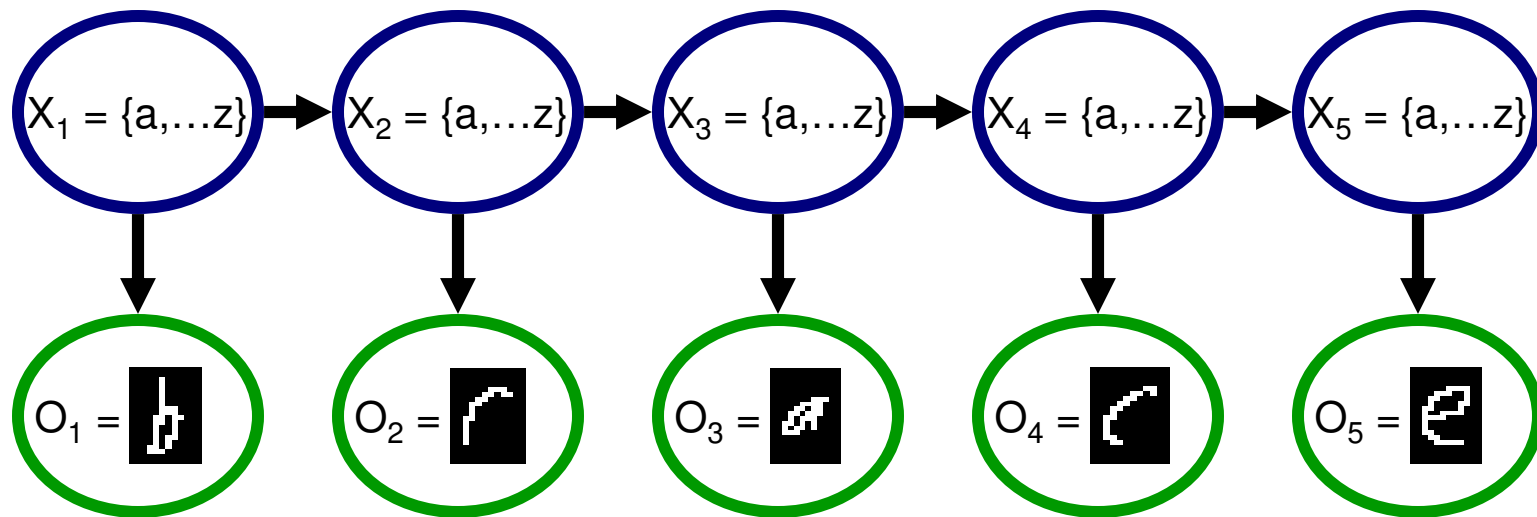 X₁ = {a,...z} X₂ = {a,...z} X₃ = {a,...z} X₄ = {a,...z} X₅ = {a,...z}
O₁ = b O₂ = r O₃ = a O₄ = c O₅ = e